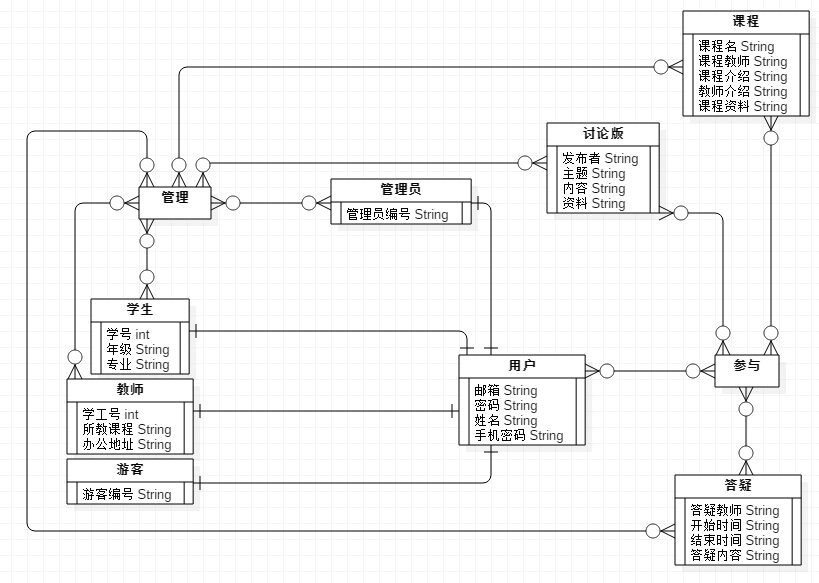 课程
课程名 String
课程教师 String
课程介绍 String
教师介绍 String
课程资料 String
讨论版
发布者 String
主题 String
内容 String
资料 String
管理
管理员
管理员编号 String
学生
学号 int
年级 String
专业 String
用户
邮箱 String
密码 String
姓名 String
手机密码 String
参与
教师
学工号 int
所教课程 String
办公地址 String
游客
游客编号 String
答疑
答疑教师 String
开始时间 String
结束时间 String
答疑内容 String